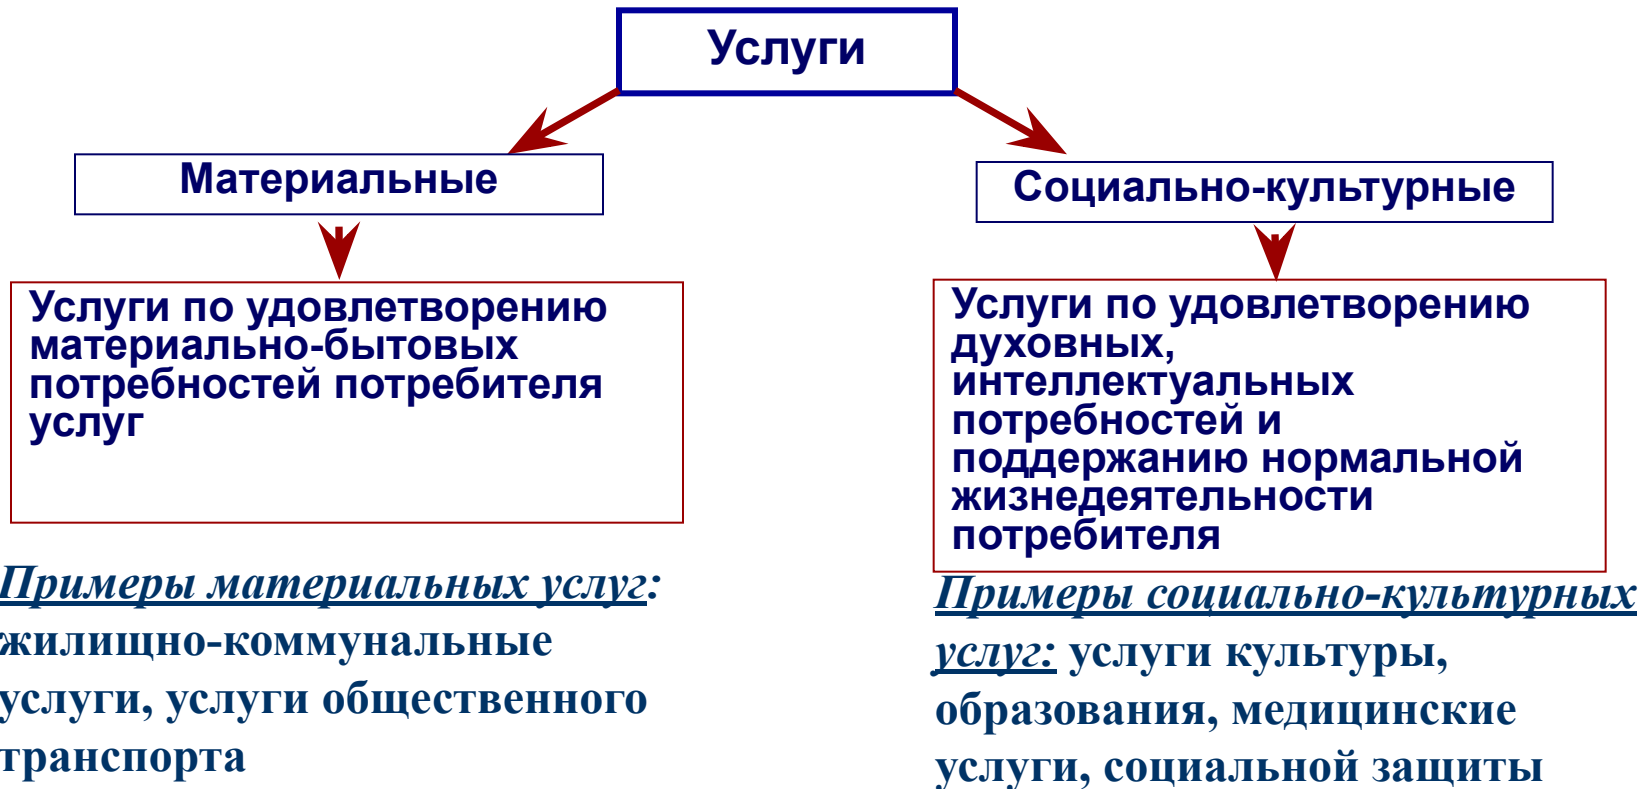 Услуги
Материальные
Услуги по удовлетворению
материально-бытовых
потребностей потребителя
услуг
Примеры материальных услуг:
жилищно-коммунальные
услуги, услуги общественного
транспорта
Социально-культурные
Услуги по удовлетворению
духовных,
интеллектуальных
потребностей и
поддержанию нормальной
жизнедеятельности
потребителя
Примеры социально-культурных
услуг: услуги культуры,
образования, медицинские
услуги, социальной защиты